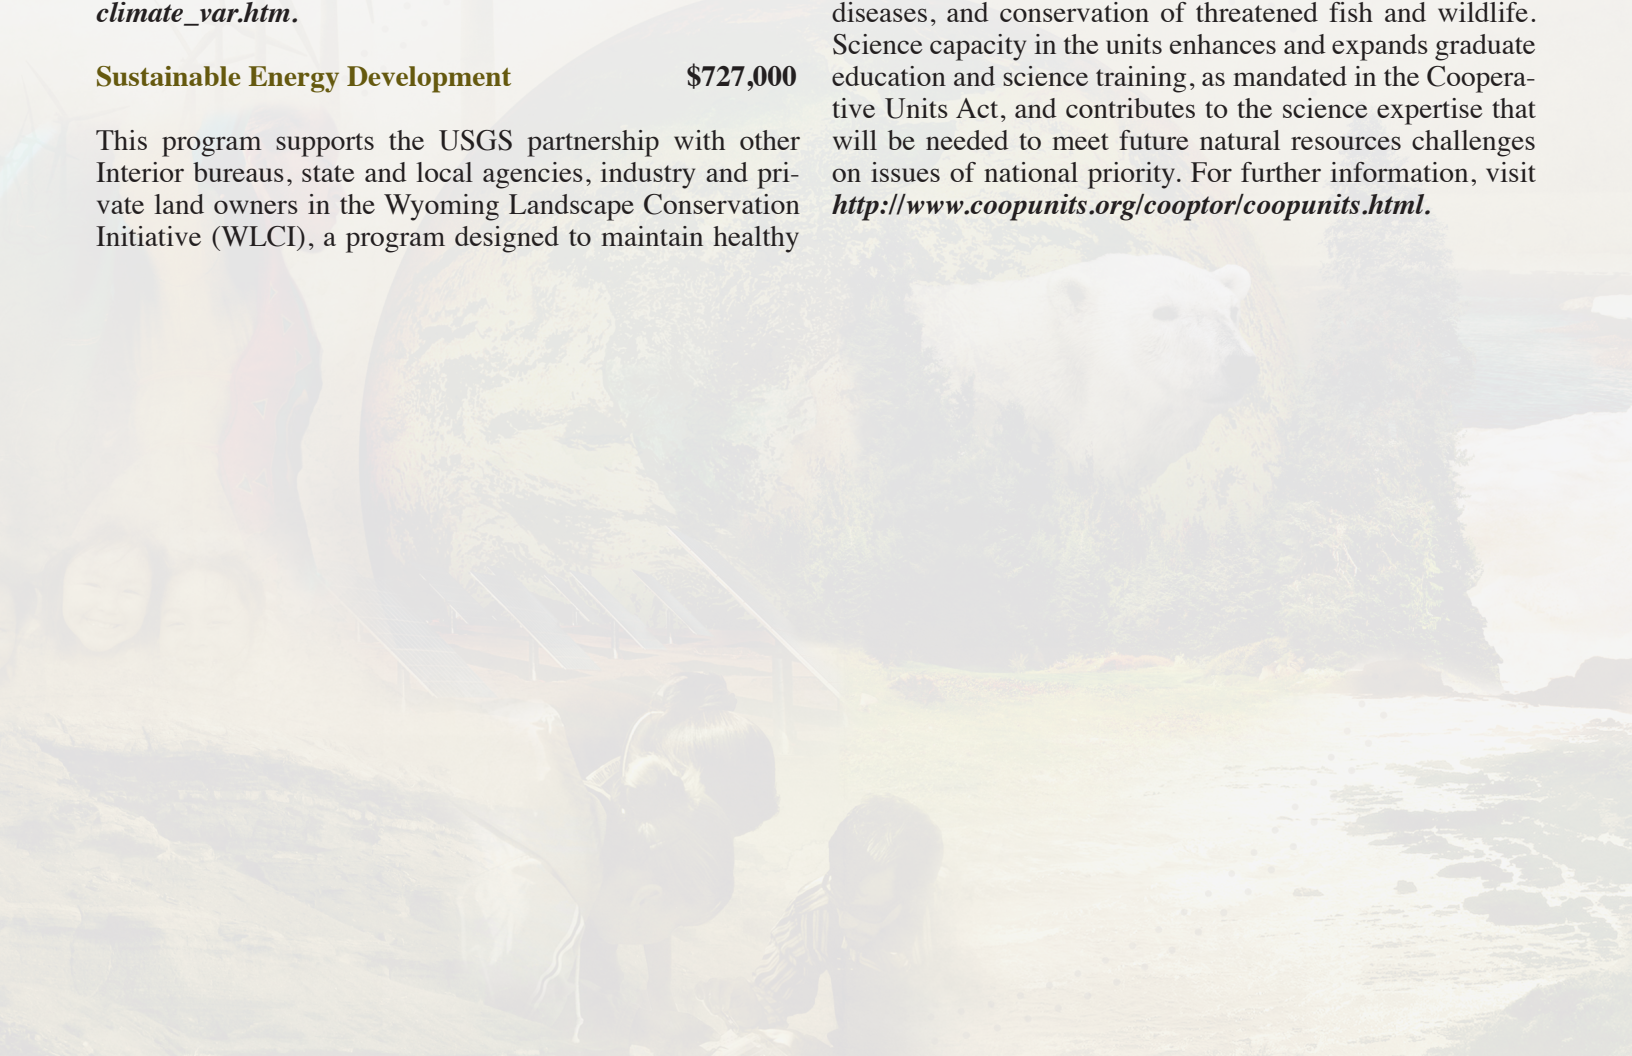 climate_var.htm.
Sustainable Energy Development $727,000
This program supports the USGS partnership with other
Interior bureaus, state and local agencies, industry and pri-
vate land owners in the Wyoming Landscape Conservation
Initiative (WLCI), a program designed to maintain healthy
diseases, and conservation of threatened fish and wildlife.
Science capacity in the units enhances and expands graduate
education and science training, as mandated in the Coopera-
tive Units Act, and contributes to the science expertise that
will be needed to meet future natural resources challenges
on issues of national priority. For further information, visit
http://www.coopunits.org/cooptor/coopunits.html.